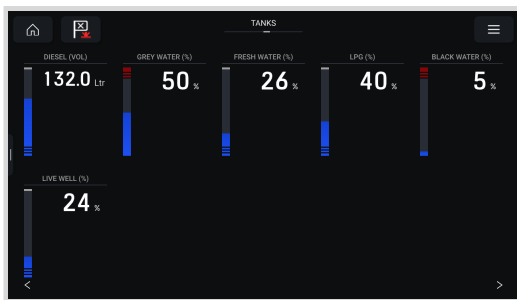 TANKS
DIESEL (VOL)
132.0 Ltr
GREY WATER (%)
50 %
FRESH WATER (%)
26 %
LPG (%)
40 %
BLACK WATER (%)
5 %
LIVE WELL (%)
24 %